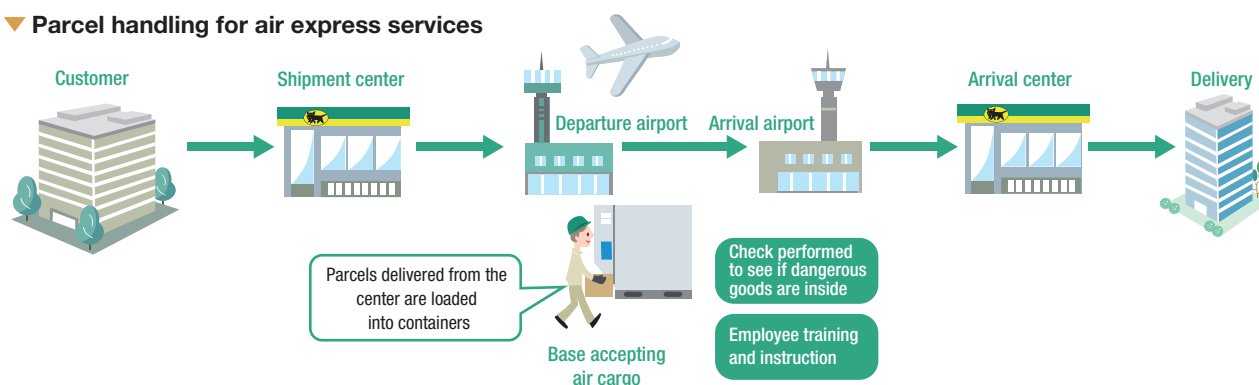 Parcel handling for air express services
Customer
Shipment center
Departure airport
Arrival airport
Arrival center
Delivery
Parcels delivered from the
center are loaded
into containers
Base accepting
air cargo
Check performed
to see if dangerous
goods are inside
Employee training
and instruction